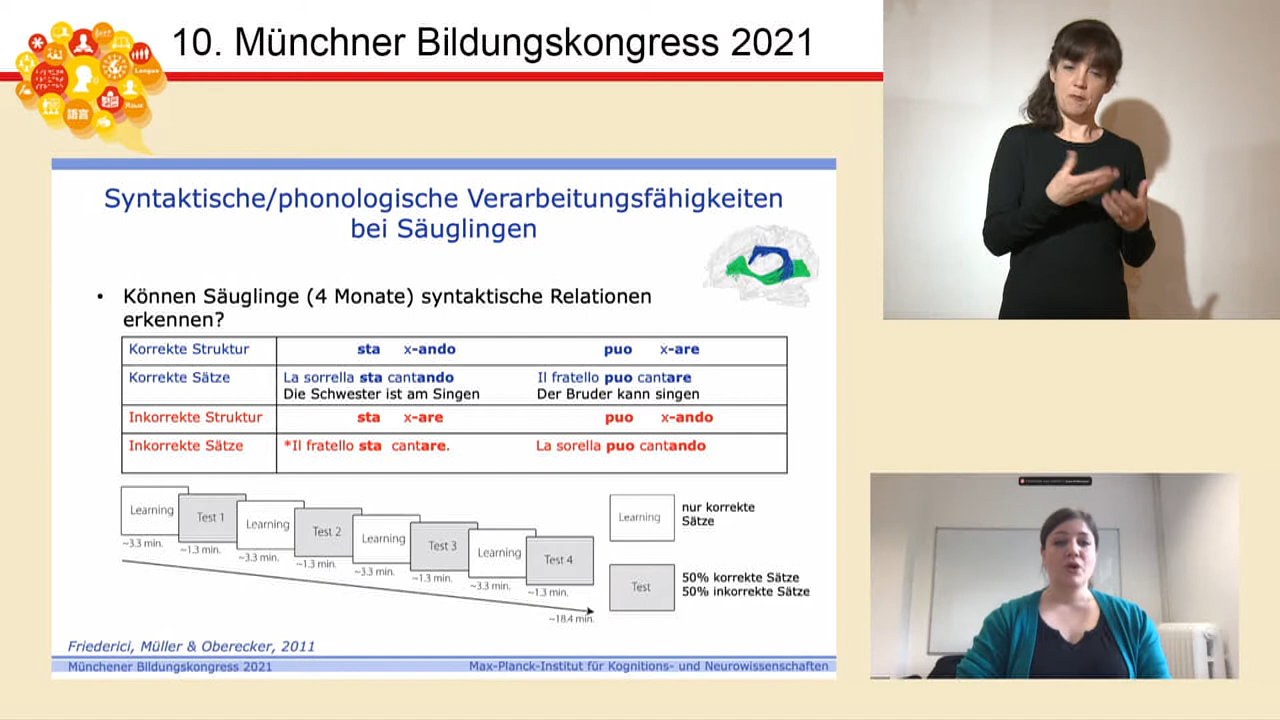 10. Münchner Bildungskongress 2021
語言
Syntaktische/phonologische Verarbeitungsfähigkeiten
bei Säuglingen
• Können Säuglinge (4 Monate) syntaktische Relationen
erkennen?
Korrekte Struktur sta x-ando puo x-are
Korrekte Sätze La sorrella sta cantando Il fratello puo cantare
Die Schwester ist am Singen Der Bruder kann singen
Inkorrekte Struktur sta x-are puo x-ando
Inkorrekte Sätze *Il fratello sta cantare. La sorella puo cantando
Learning
Test 1
Learning
Test 2
Learning
Test 3
Learning
Test 4
~3.3 min.
~1.3 min.
~3.3 min.
~1.3 min.
~3.3 min.
~1.3 min.
~3.3 min.
~1.3 min.
~18.4 min.
Learning
nur korrekte
Sätze
Test
50% korrekte Sätze
50% inkorrekte Sätze
Friederici, Müller & Oberecker, 2011
Münchener Bildungskongress 2021 Max-Planck-Institut für Kognitions- und Neurowissenschaften